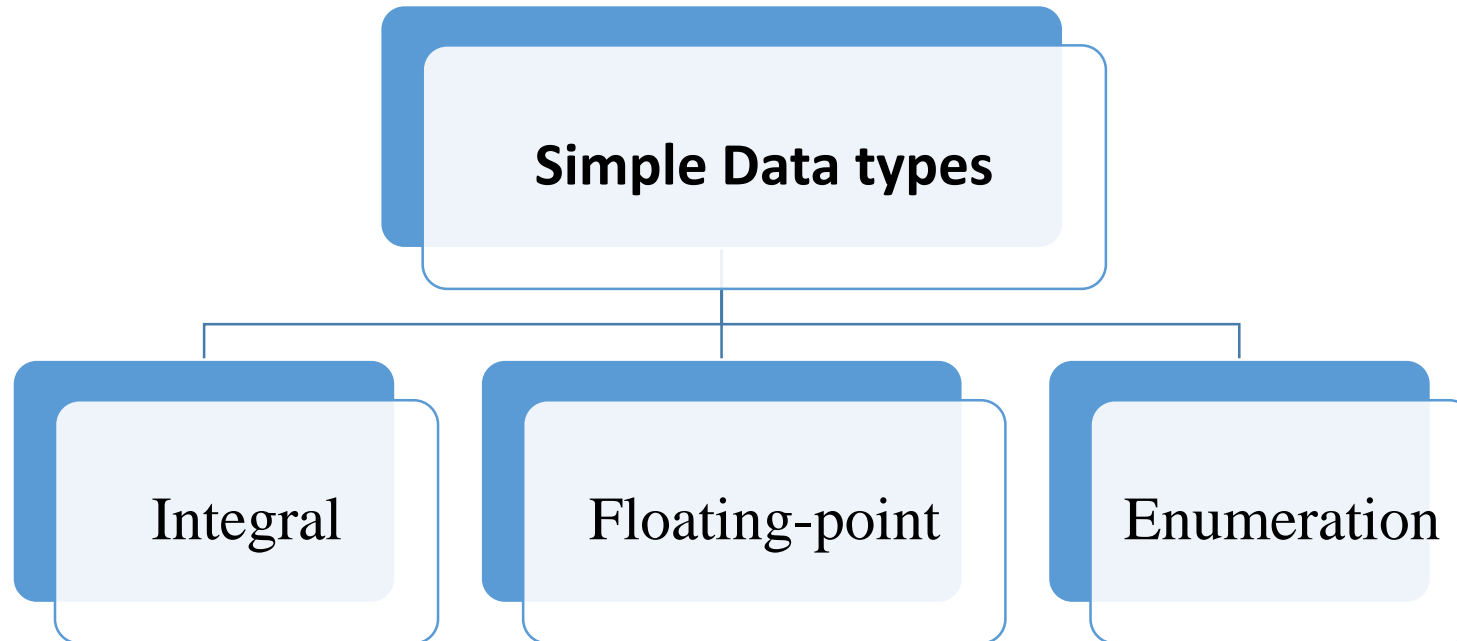 Simple Data types
Integral
Floating-point
Enumeration